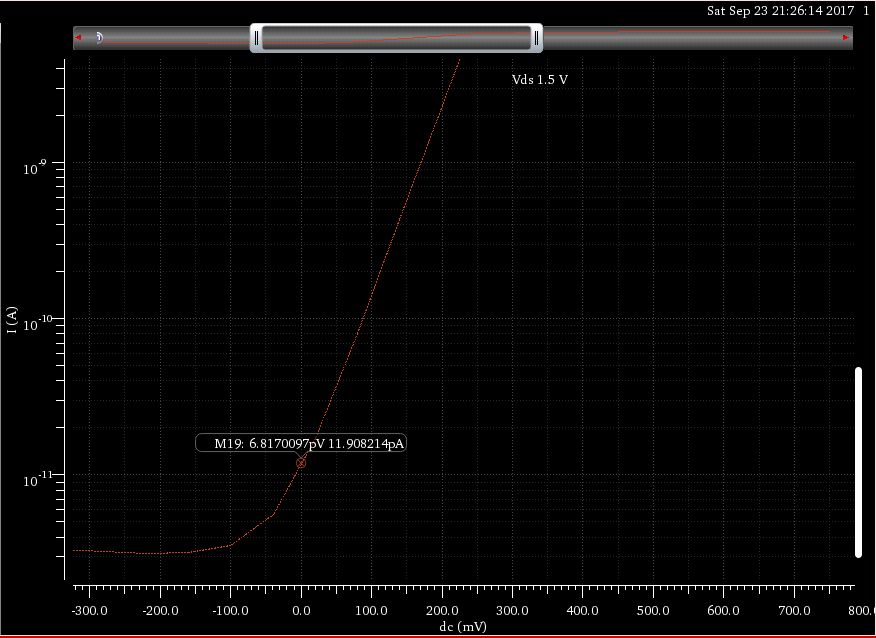 Sat Sep 23 21:26:14 2017 1
Vds 1.5 V
10-9
10-10
M19: 6.8170097pV 11.908214pA
10-11
I (A)
-300.0 -200.0 -100.0 0.0 100.0 200.0 300.0 400.0 500.0 600.0 700.0 800.
dc (mV)